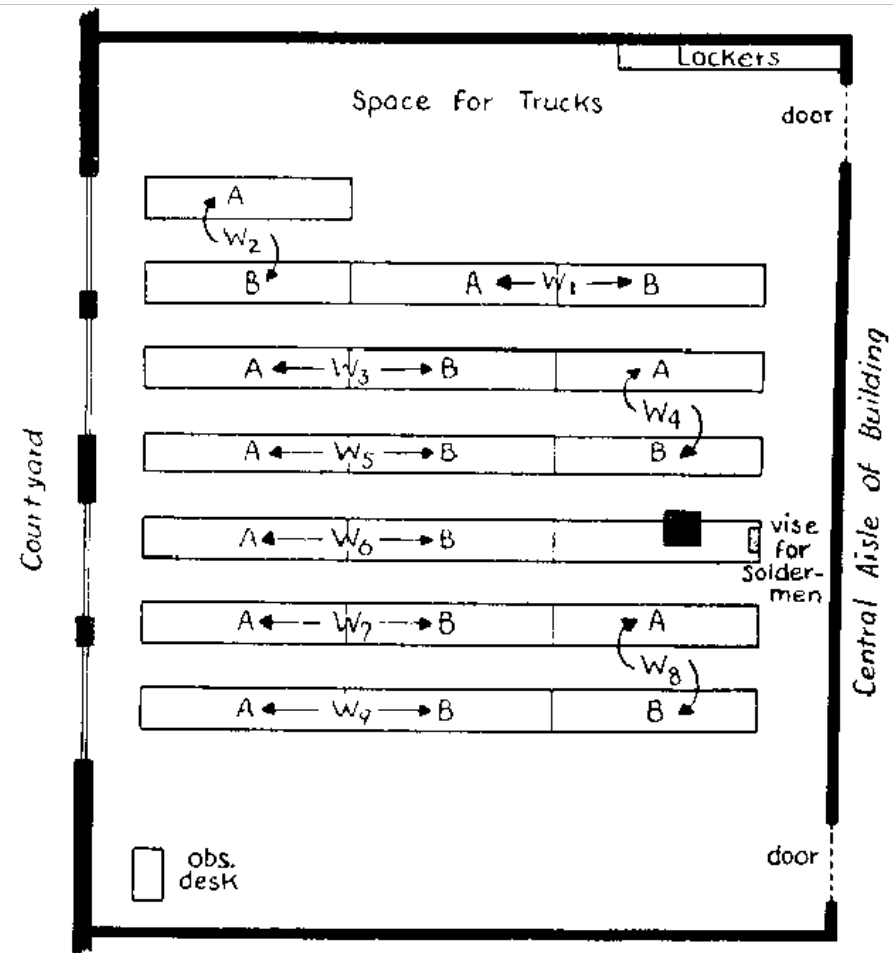 Lockers
Space for Trucks
door
A
W2
B
A W1 B
A W3 B
A
W4
B
A W5 B
A W6 B
vise
for
Solder-
men
A W7 B
A
W8
B
A W9 B
Courtyard
Central Aisle of Building
obs.
desk
door